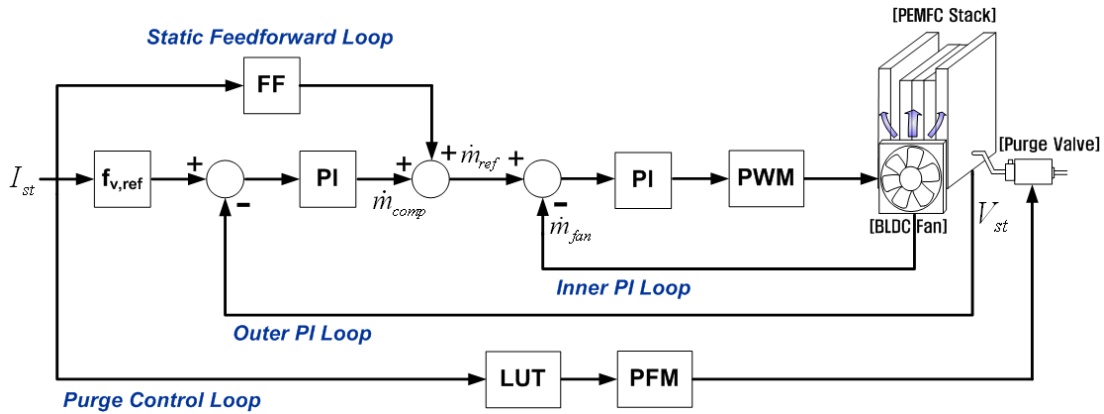 [PEMFC Stack]
Static Feedforward Loop
FF
[Purge Valve]
I_st
f_v,ref
+
-
PI
+
+
ṁ_comp
ṁ_ref
+
-
ṁ_fan
PI
PWM
[BLDC Fan]
V_st
Inner PI Loop
Outer PI Loop
LUT
PFM
Purge Control Loop